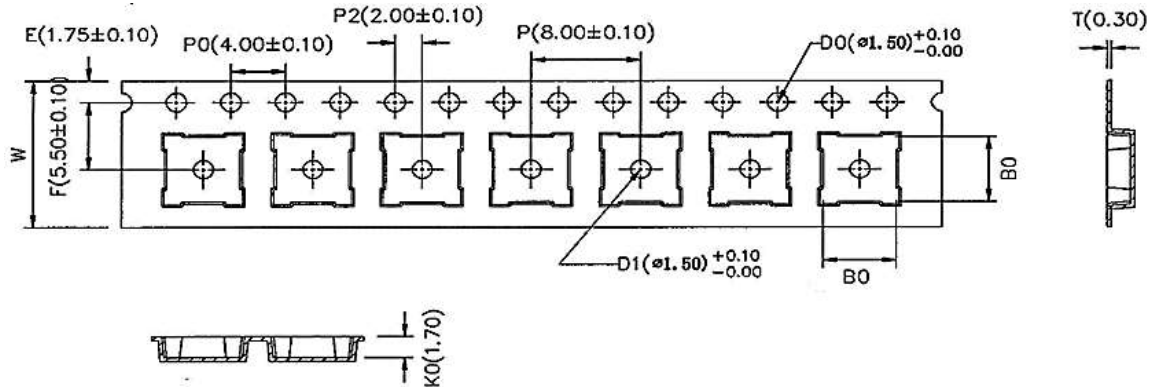 P2(2.00±0.10)
T(0.30)
E(1.75±0.10)
P0(4.00±0.10)
P(8.00±0.10)
D0(ø1.50) +0.10 -0.00
W
F(5.50±0.10)
B0
D1(ø1.50) +0.10 -0.00
B0
K0(1.70)